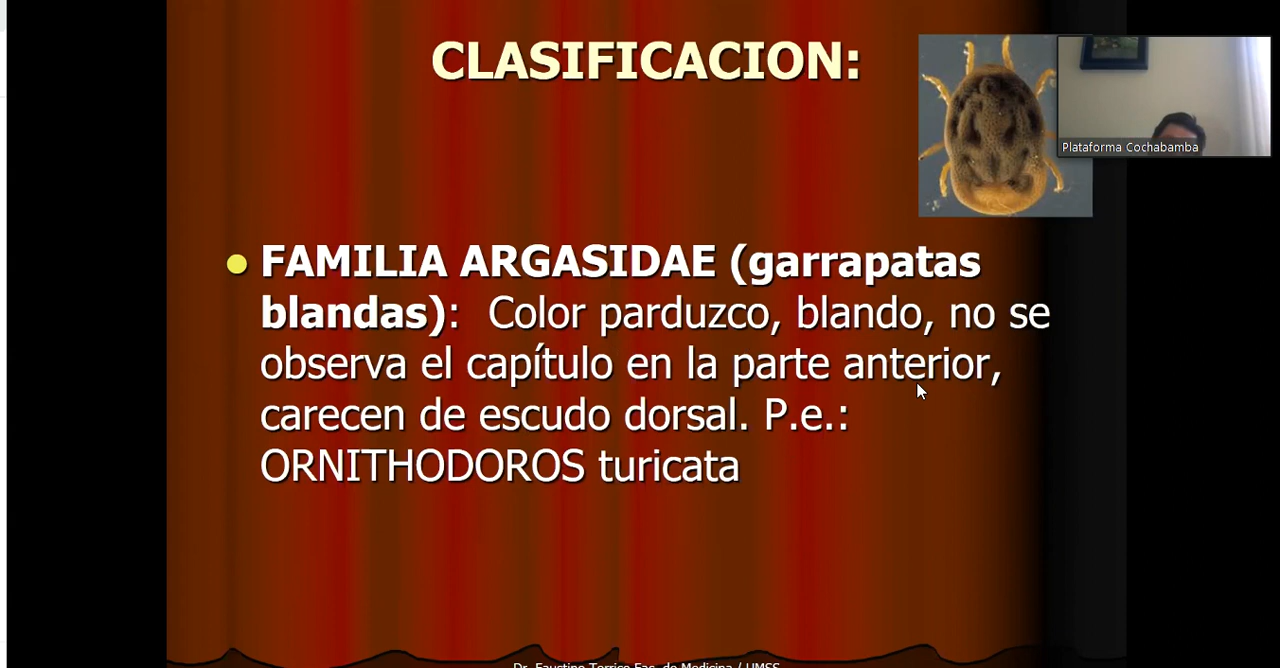 CLASIFICACION:
Plataforma Cochabamba
FAMILIA ARGASIDAE (garrapatas
blandas):  Color parduzco, blando, no se
observa el capítulo en la parte anterior,
carecen de escudo dorsal. P.e.:
ORNITHODOROS turicata
Dr. Faustino Torrico Fac. de Medicina / UMSS